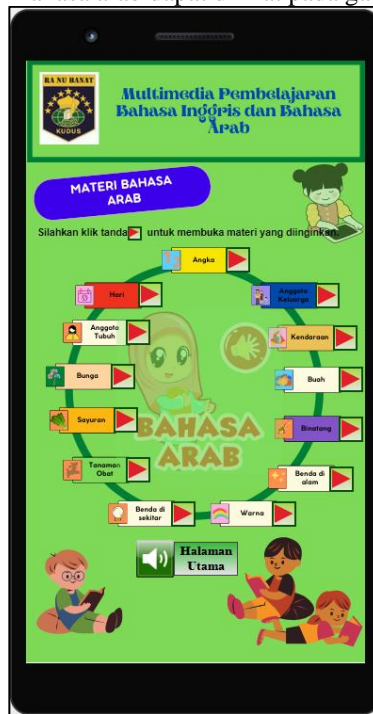 RA NU BANAT
KUDUS
Multimedia Pembelajaran
Bahasa Inggris dan Bahasa
Arab
MATERI BAHASA
ARAB
Silahkan klik tanda untuk membuka materi yang diinginkan.
Angka
Hari
Anggota
Keluarga
Anggota
Tubuh
Kendaraan
Bunga
Buah
Sayuran
Binatang
BAHASA
ARAB
Tanaman
Obat
Benda di
alam
Benda di
sekitar
Warna
Halaman
Utama